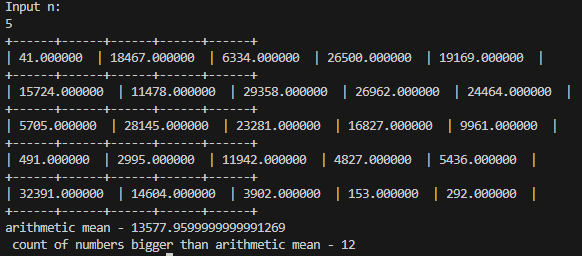 Input n:
5
+------+------+------+------+------+
| 41.000000  | 18467.000000  | 6334.000000  | 26500.000000  | 19169.000000  |
+------+------+------+------+------+
| 15724.000000  | 11478.000000  | 29358.000000  | 26962.000000  | 24464.000000  |
+------+------+------+------+------+
| 5705.000000  | 28145.000000  | 23281.000000  | 16827.000000  | 9961.000000  |
+------+------+------+------+------+
| 491.000000  | 2995.000000  | 11942.000000  | 4827.000000  | 5436.000000  |
+------+------+------+------+------+
| 32391.000000  | 14604.000000  | 3902.000000  | 153.000000  | 292.000000  |
+------+------+------+------+------+
arithmetic mean - 13577.9599999999991269
 count of numbers bigger than arithmetic mean - 12